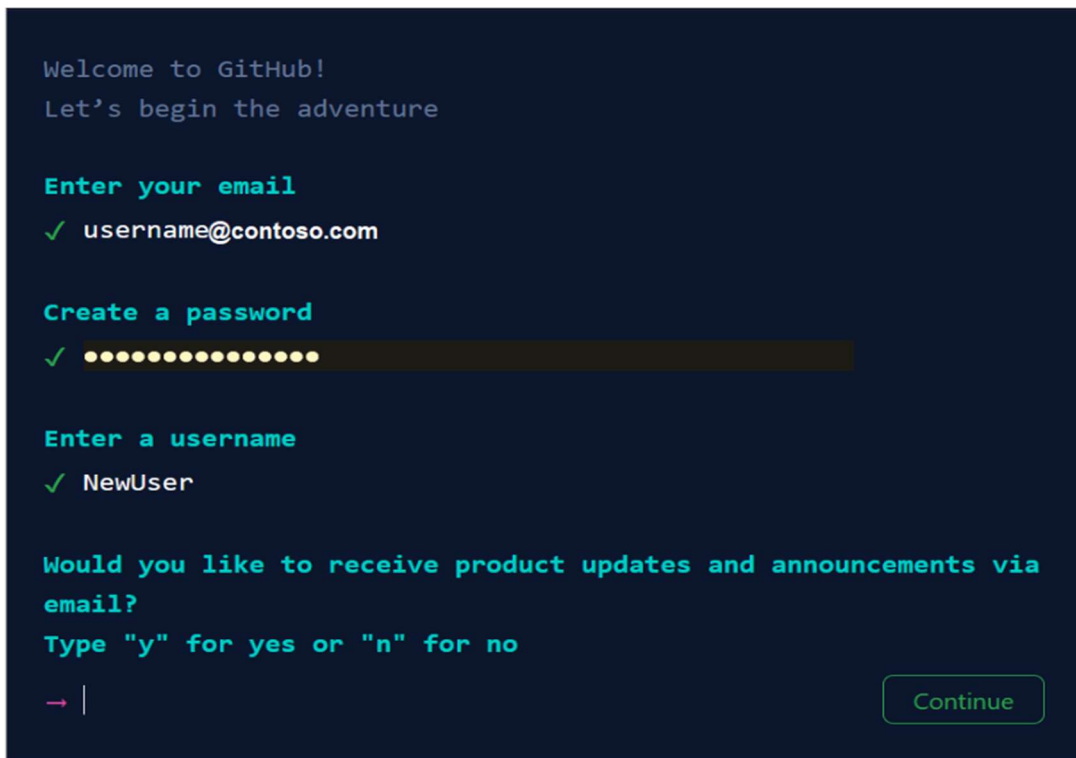 Welcome to GitHub!
Let’s begin the adventure
Enter your email
✓ username@contoso.com
Create a password
✓ ●●●●●●●●●●●●●●●
Enter a username
✓ NewUser
Would you like to receive product updates and announcements via
email?
Type "y" for yes or "n" for no
→
Continue